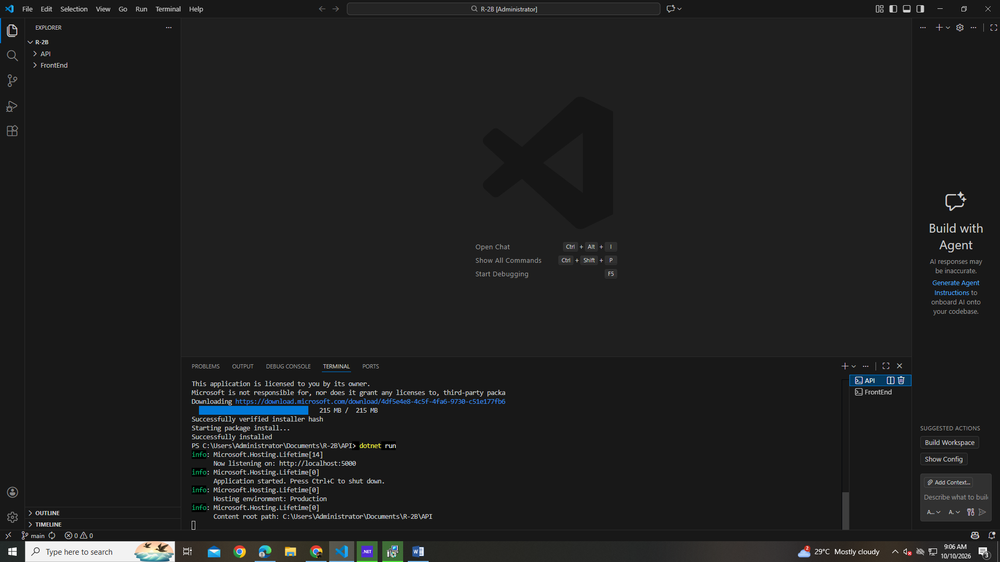 File Edit Selection View Go Run Terminal Help
R-2B [Administrator]
EXPLORER
R-2B
API
FrontEnd
Open Chat Ctrl + Alt + I
Show All Commands Ctrl + Shift + P
Start Debugging F5
Build with
Agent
AI responses may
be inaccurate.
Generate Agent
Instructions to
onboard AI onto
your codebase.
PROBLEMS OUTPUT DEBUG CONSOLE TERMINAL PORTS
This application is licensed to you by its owner.
Microsoft is not responsible for, nor does it grant any licenses to, third-party packa
Downloading https://download.microsoft.com/download/4df5e4e8-4c5f-4fa6-9730-c51e177fb6
215 MB / 215 MB
Successfully verified installer hash
Starting package install...
Successfully installed
PS C:\Users\Administrator\Documents\R-2B\API> dotnet run
info: Microsoft.Hosting.Lifetime[14]
Now listening on: http://localhost:5000
info: Microsoft.Hosting.Lifetime[0]
Application started. Press Ctrl+C to shut down.
info: Microsoft.Hosting.Lifetime[0]
Hosting environment: Production
info: Microsoft.Hosting.Lifetime[0]
Content root path: C:\Users\Administrator\Documents\R-2B\API
API
FrontEnd
SUGGESTED ACTIONS
Build Workspace
Show Config
Add Context...
Describe what to buil
A... A.
OUTLINE
TIMELINE
main 0 0
Type here to search
.NET
2
29°C Mostly cloudy
9:06 AM
10/10/2026
3